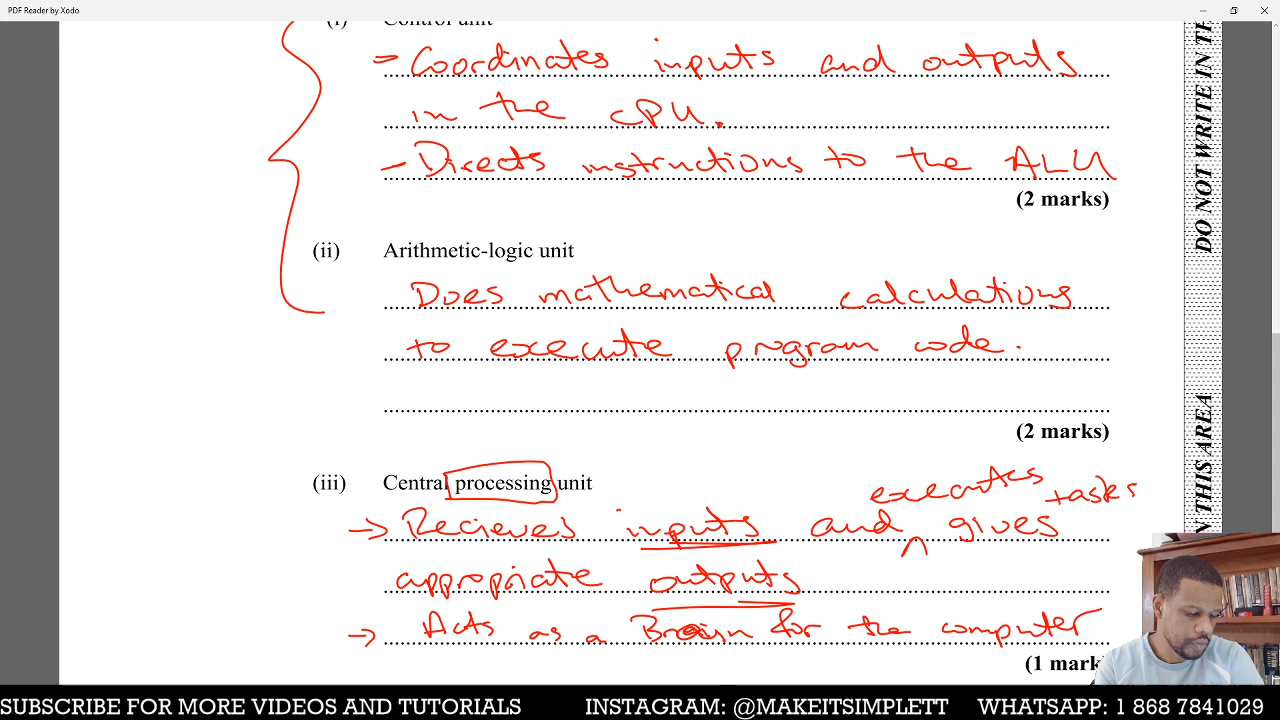 PDF Reader by Xodo
(i) Control unit
- Coordinates inputs and outputs
in the CPU.
- Directs instructions to the ALU
(2 marks)
(ii) Arithmetic-logic unit
Does mathematical calculations
to execute program code.
(2 marks)
(iii) Central processing unit
executes tasks
→ Recieves inputs and ^ gives
appropriate outputs
→ Acts as a Brain for the computer
(1 mark
DO NOT WRITE IN TH
N THIS AREA
SUBSCRIBE FOR MORE VIDEOS AND TUTORIALS INSTAGRAM: @MAKEITSIMPLETT WHATSAPP: 1 868 7841029